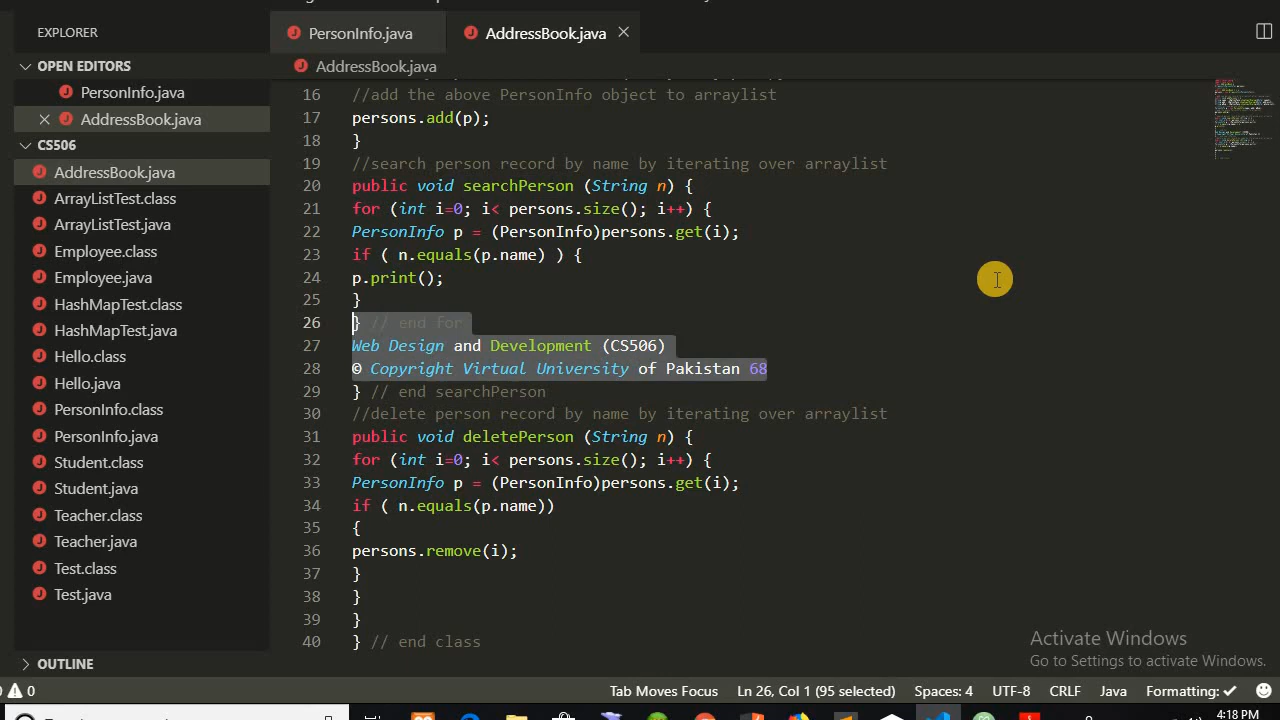 EXPLORER
PersonInfo.java
AddressBook.java
OPEN EDITORS
AddressBook.java
PersonInfo.java
AddressBook.java
CS506
AddressBook.java
ArrayListTest.class
ArrayListTest.java
Employee.class
Employee.java
HashMapTest.class
HashMapTest.java
Hello.class
Hello.java
PersonInfo.class
PersonInfo.java
Student.class
Student.java
Teacher.class
Teacher.java
Test.class
Test.java
OUTLINE
16 //add the above PersonInfo object to arraylist
17 persons.add(p);
18 }
19 //search person record by name by iterating over arraylist
20 public void searchPerson (String n) {
21 for (int i=0; i< persons.size(); i++) {
22 PersonInfo p = (PersonInfo)persons.get(i);
23 if ( n.equals(p.name) ) {
24 p.print();
25 }
26 } // end for
27 Web Design and Development (CS506)
28 © Copyright Virtual University of Pakistan 68
29 } // end searchPerson
30 //delete person record by name by iterating over arraylist
31 public void deletePerson (String n) {
32 for (int i=0; i< persons.size(); i++) {
33 PersonInfo p = (PersonInfo)persons.get(i);
34 if ( n.equals(p.name))
35 {
36 persons.remove(i);
37 }
38 }
39 }
40 } // end class
Activate Windows
Go to Settings to activate Windows.
0 Tab Moves Focus Ln 26, Col 1 (95 selected) Spaces: 4 UTF-8 CRLF Java Formatting:
4:18 PM